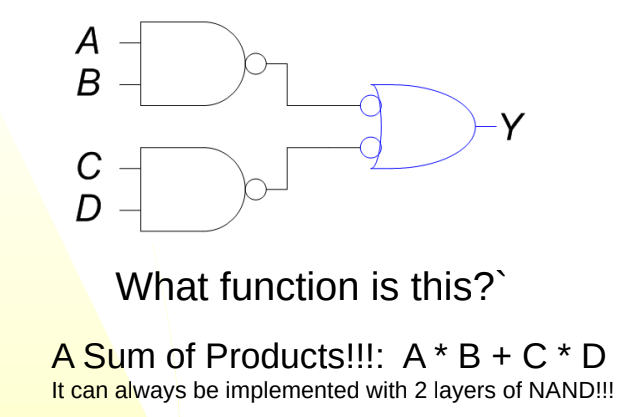 A
B
Y
C
D
What function is this?`
A Sum of Products!!!: A * B + C * D
It can always be implemented with 2 layers of NAND!!!